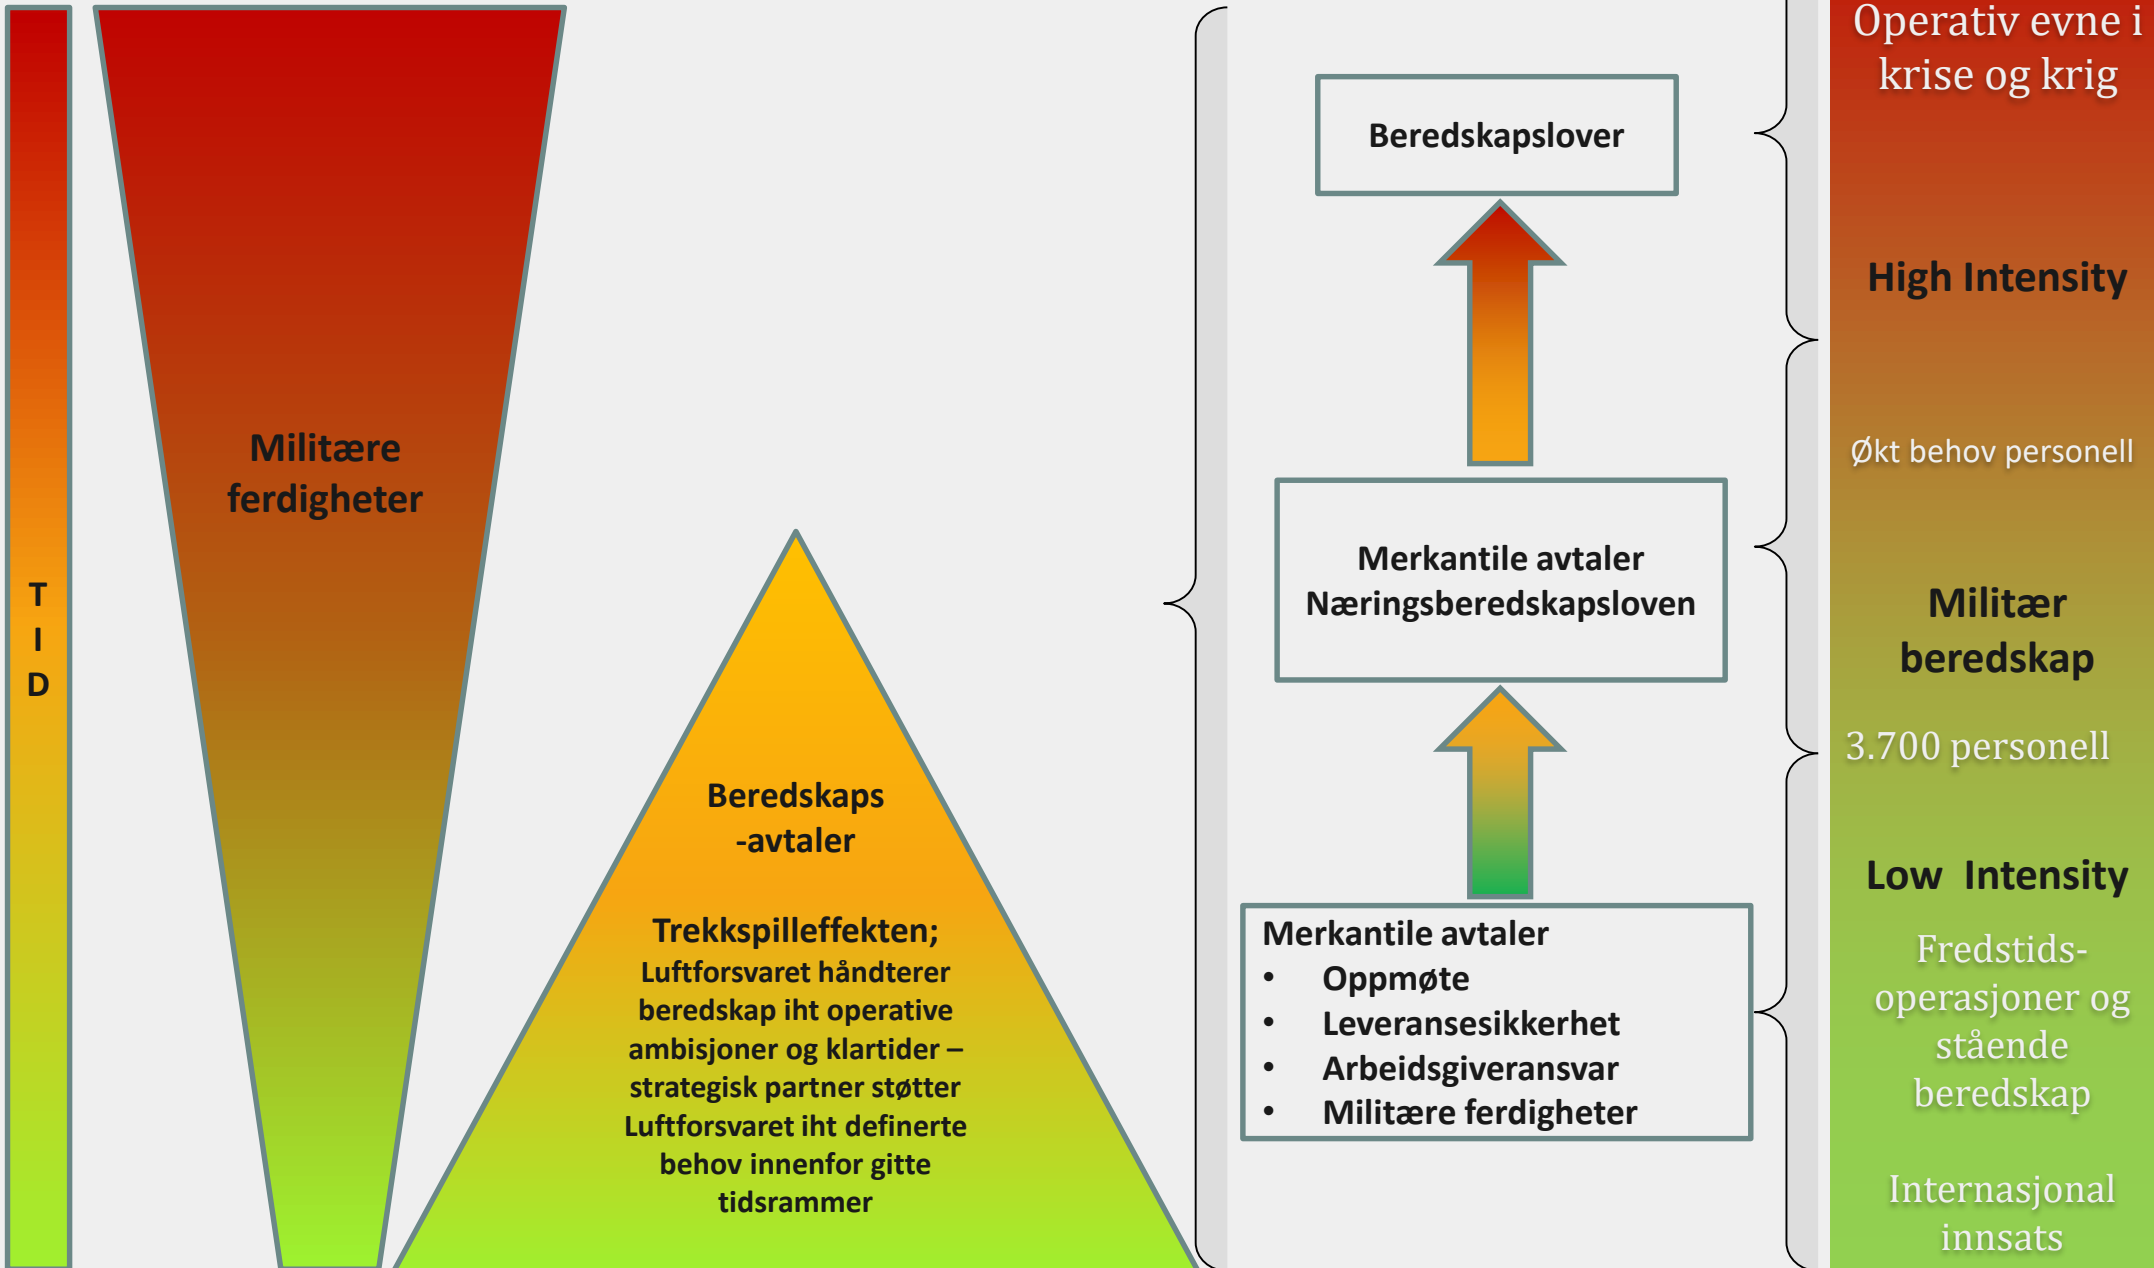 T
I
D
Militære
ferdigheter
Beredskaps
-avtaler
Trekkspilleffekten;
Luftforsvaret håndterer
beredskap iht operative
ambisjoner og klartider –
strategisk partner støtter
Luftforsvaret iht definerte
behov innenfor gitte
tidsrammer
Beredskapslover
Merkantile avtaler
Næringsberedskapsloven
Merkantile avtaler
• Oppmøte
• Leveransesikkerhet
• Arbeidsgiveransvar
• Militære ferdigheter
Operativ evne i
krise og krig
High Intensity
Økt behov personell
Militær
beredskap
3.700 personell
Low  Intensity
Fredstids-
operasjoner og
stående
beredskap
Internasjonal
innsats